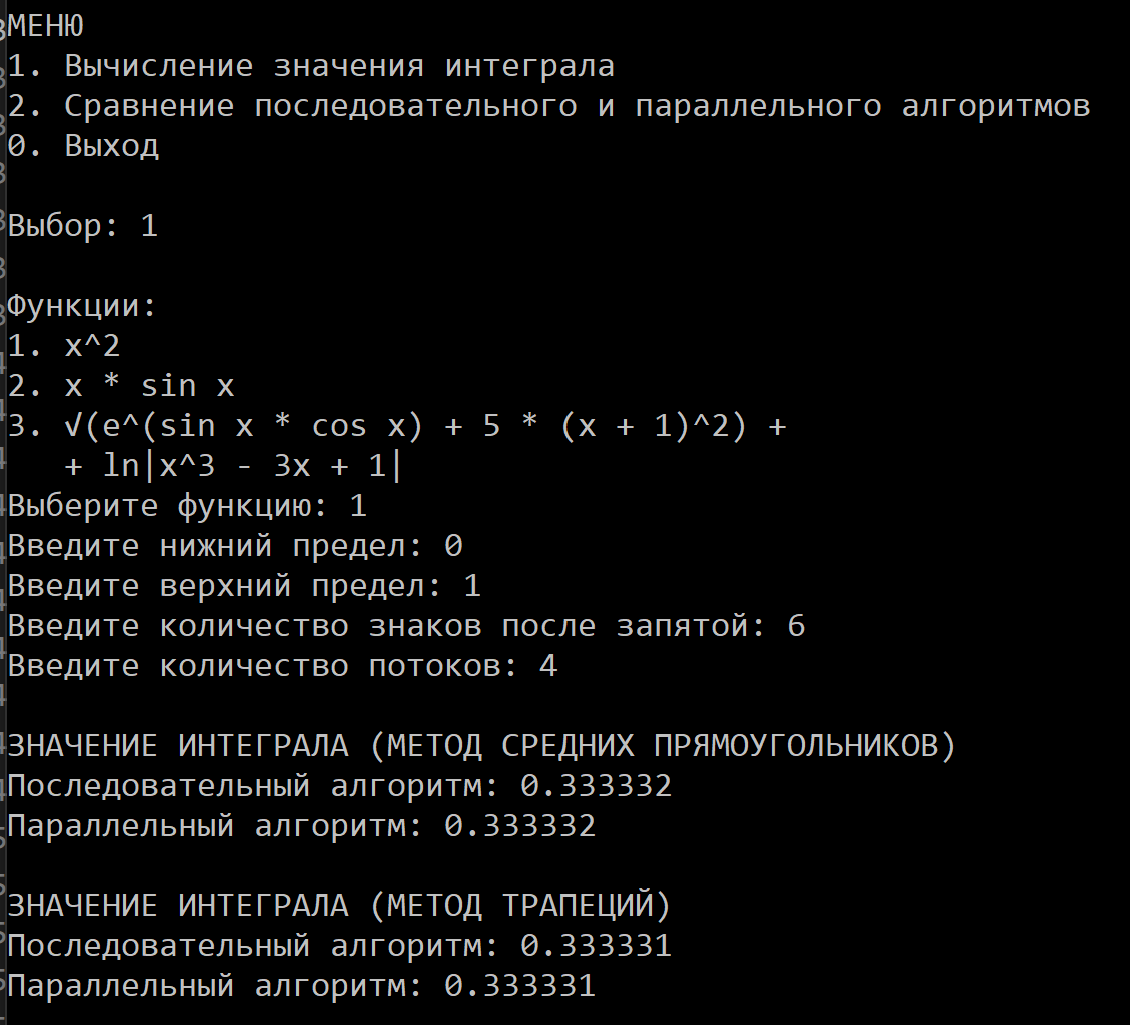 МЕНЮ
1. Вычисление значения интеграла
2. Сравнение последовательного и параллельного алгоритмов
0. Выход
Выбор: 1
Функции:
1. x^2
2. x * sin x
3. √(e^(sin x * cos x) + 5 * (x + 1)^2) +
+ ln|x^3 - 3x + 1|
Выберите функцию: 1
Введите нижний предел: 0
Введите верхний предел: 1
Введите количество знаков после запятой: 6
Введите количество потоков: 4
ЗНАЧЕНИЕ ИНТЕГРАЛА (МЕТОД СРЕДНИХ ПРЯМОУГОЛЬНИКОВ)
Последовательный алгоритм: 0.333332
Параллельный алгоритм: 0.333332
ЗНАЧЕНИЕ ИНТЕГРАЛА (МЕТОД ТРАПЕЦИЙ)
Последовательный алгоритм: 0.333331
Параллельный алгоритм: 0.333331